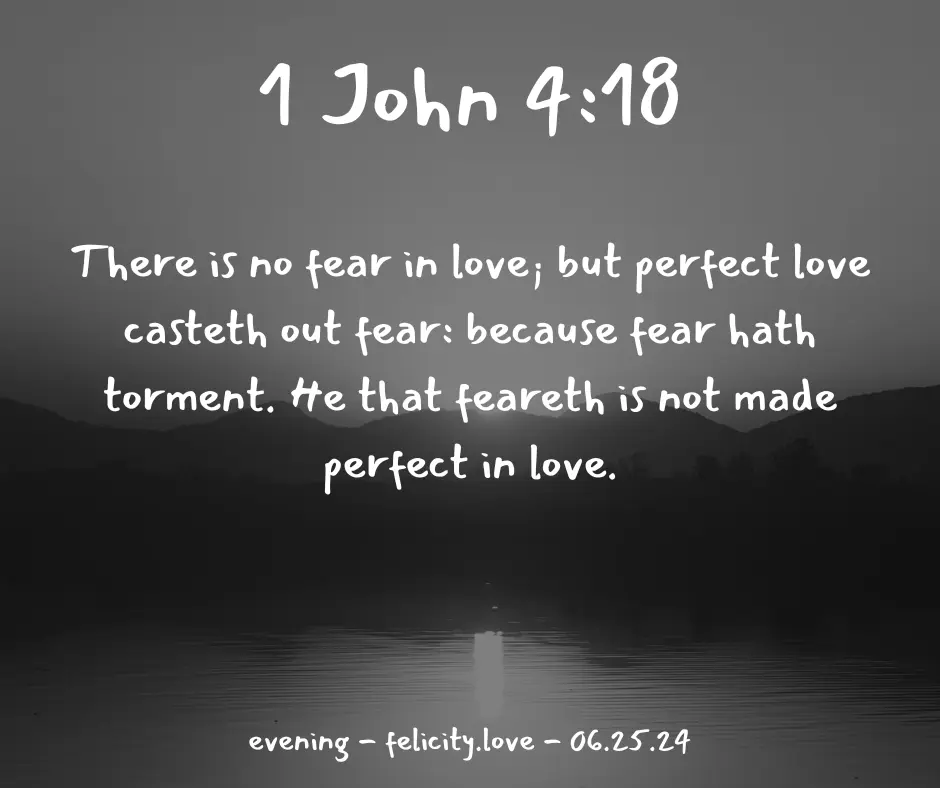 1 John 4:18
There is no fear in love; but perfect love
casteth out fear: because fear hath
torment. He that feareth is not made
perfect in love.
evening - felicity.love - 06.25.24